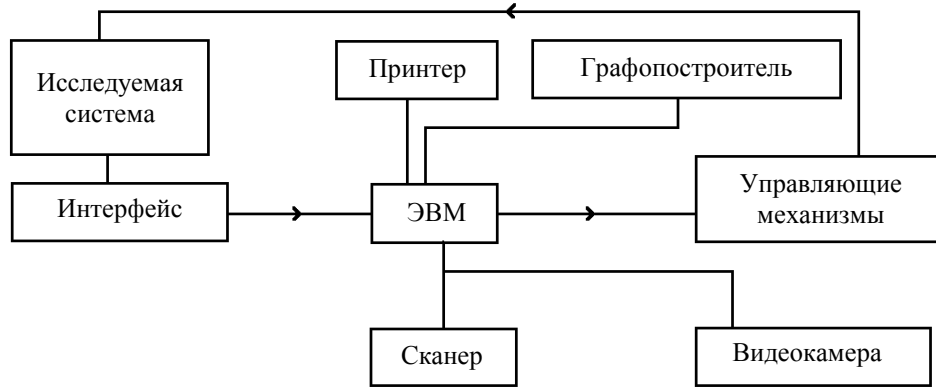 Исследуемая
система
Принтер
Графопостроитель
Интерфейс
ЭВМ
Управляющие
механизмы
Сканер
Видеокамера